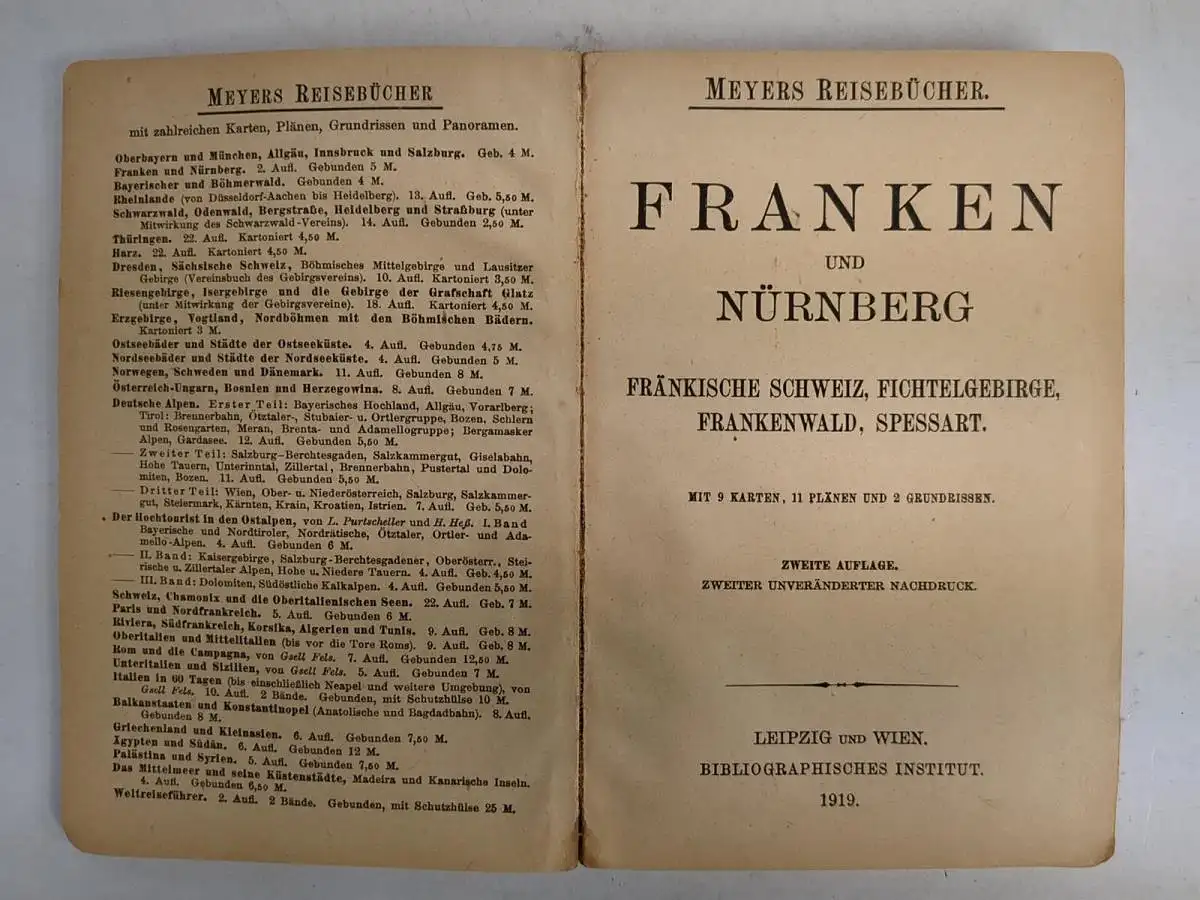 MEYERS REISEBÜCHER
mit zahlreichen Karten, Plänen, Grundrissen und Panoramen.
Oberbayern und München, Allgäu, Innsbruck und Salzburg. Geb. 4 M.
Franken und Nürnberg. 2. Aufl. Gebunden 5 M.
Bayerischer und Böhmerwald. Gebunden 4 M.
Rheinlande (von Düsseldorf-Aachen bis Heidelberg). 13. Aufl. Geb. 5,50 M.
Schwarzwald, Odenwald, Bergstraße, Heidelberg und Straßburg (unter
Mitwirkung des Schwarzwald-Vereins). 14. Aufl. Gebunden 2,50 M.
Thüringen. 22. Aufl. Kartoniert 4,50 M.
Harz. 22. Aufl. Kartoniert 4,50 M.
Dresden, Sächsische Schweiz, Böhmisches Mittelgebirge und Lausitzer
Gebirge (Vereinsbuch des Gebirgsvereins). 10. Aufl. Kartoniert 3,50 M.
Riesengebirge, Isergebirge und die Gebirge der Grafschaft Glatz
(unter Mitwirkung der Gebirgsvereine). 18. Aufl. Kartoniert 4,50 M.
Erzgebirge, Vogtland, Nordböhmen mit den Böhmischen Bädern.
Kartoniert 3 M.
Ostseebäder und Städte der Ostseeküste. 4. Aufl. Gebunden 4,75 M.
Nordseebäder und Städte der Nordseeküste. 4. Aufl. Gebunden 5 M.
Norwegen, Schweden und Dänemark. 11. Aufl. Gebunden 8 M.
Österreich-Ungarn, Bosnien und Herzegowina. 8. Aufl. Gebunden 7 M.
Deutsche Alpen. Erster Teil: Bayerisches Hochland, Allgäu, Vorarlberg;
Tirol: Brennerbahn, Ötztaler-, Stubaier- u. Ortlergruppe, Bozen, Schlern
und Rosengarten, Meran, Brenta- und Adamellogruppe; Bergamasker
Alpen, Gardasee. 12. Aufl. Gebunden 5,50 M.
— Zweiter Teil: Salzburg-Berchtesgaden, Salzkammergut, Giselabahn,
Hohe Tauern, Unterinntal, Zillertal, Brennerbahn, Pustertal und Dolo-
miten, Bozen. 11. Aufl. Gebunden 5,50 M.
— Dritter Teil: Wien, Ober- u. Niederösterreich, Salzburg, Salzkammer-
gut, Steiermark, Kärnten, Krain, Kroatien, Istrien. 7. Aufl. Geb. 5,50 M.
Der Hochtourist in den Ostalpen, von L. Purtscheller und H. Heß. I. Band
Bayerische und Nordtiroler, Nordrätische, Ötztaler, Ortler- und Ada-
mello-Alpen. 4. Aufl. Gebunden 6 M.
— II. Band: Kaisergebirge, Salzburg-Berchtesgadener, Oberösterr., Stei-
rische u. Zillertaler Alpen, Hohe u. Niedere Tauern. 4. Aufl. Geb. 4,50 M.
— III. Band: Dolomiten, Südöstliche Kalkalpen. 4. Aufl. Gebunden 5,50 M.
Schweiz, Chamonix und die Oberitalienischen Seen. 22. Aufl. Geb. 7 M.
Paris und Nordfrankreich. 5. Aufl. Gebunden 6 M.
Riviera, Südfrankreich, Korsika, Algerien und Tunis. 9. Aufl. Geb. 8 M.
Oberitalien und Mittelitalien (bis vor die Tore Roms). 9. Aufl. Geb. 8 M.
Rom und die Campagna, von Gsell Fels. 7. Aufl. Gebunden 12,50 M.
Unteritalien und Sizilien, von Gsell Fels. 5. Aufl. Gebunden 7 M.
Italien in 60 Tagen (bis einschließlich Neapel und weitere Umgebung), von
Gsell Fels. 10. Aufl. 2 Bände. Gebunden, mit Schutzhülse 10 M.
Balkanstaaten und Konstantinopel (Anatolische und Bagdadbahn). 8. Aufl.
Gebunden 8 M.
Griechenland und Kleinasien. 6. Aufl. Gebunden 7,50 M.
Ägypten und Sudân. 6. Aufl. Gebunden 12 M.
Palästina und Syrien. 5. Aufl. Gebunden 7,50 M.
Das Mittelmeer und seine Küstenstädte, Madeira und Kanarische Inseln.
4. Aufl. Gebunden 6,50 M.
Weltreiseführer. 2. Aufl. 2 Bände. Gebunden, mit Schutzhülse 25 M.
MEYERS REISEBÜCHER.
FRANKEN
UND
NÜRNBERG
FRÄNKISCHE SCHWEIZ, FICHTELGEBIRGE,
FRANKENWALD, SPESSART.
MIT 9 KARTEN, 11 PLÄNEN UND 2 GRUNDRISSEN.
ZWEITE AUFLAGE.
ZWEITER UNVERÄNDERTER NACHDRUCK.
LEIPZIG UND WIEN.
BIBLIOGRAPHISCHES INSTITUT.
1919.